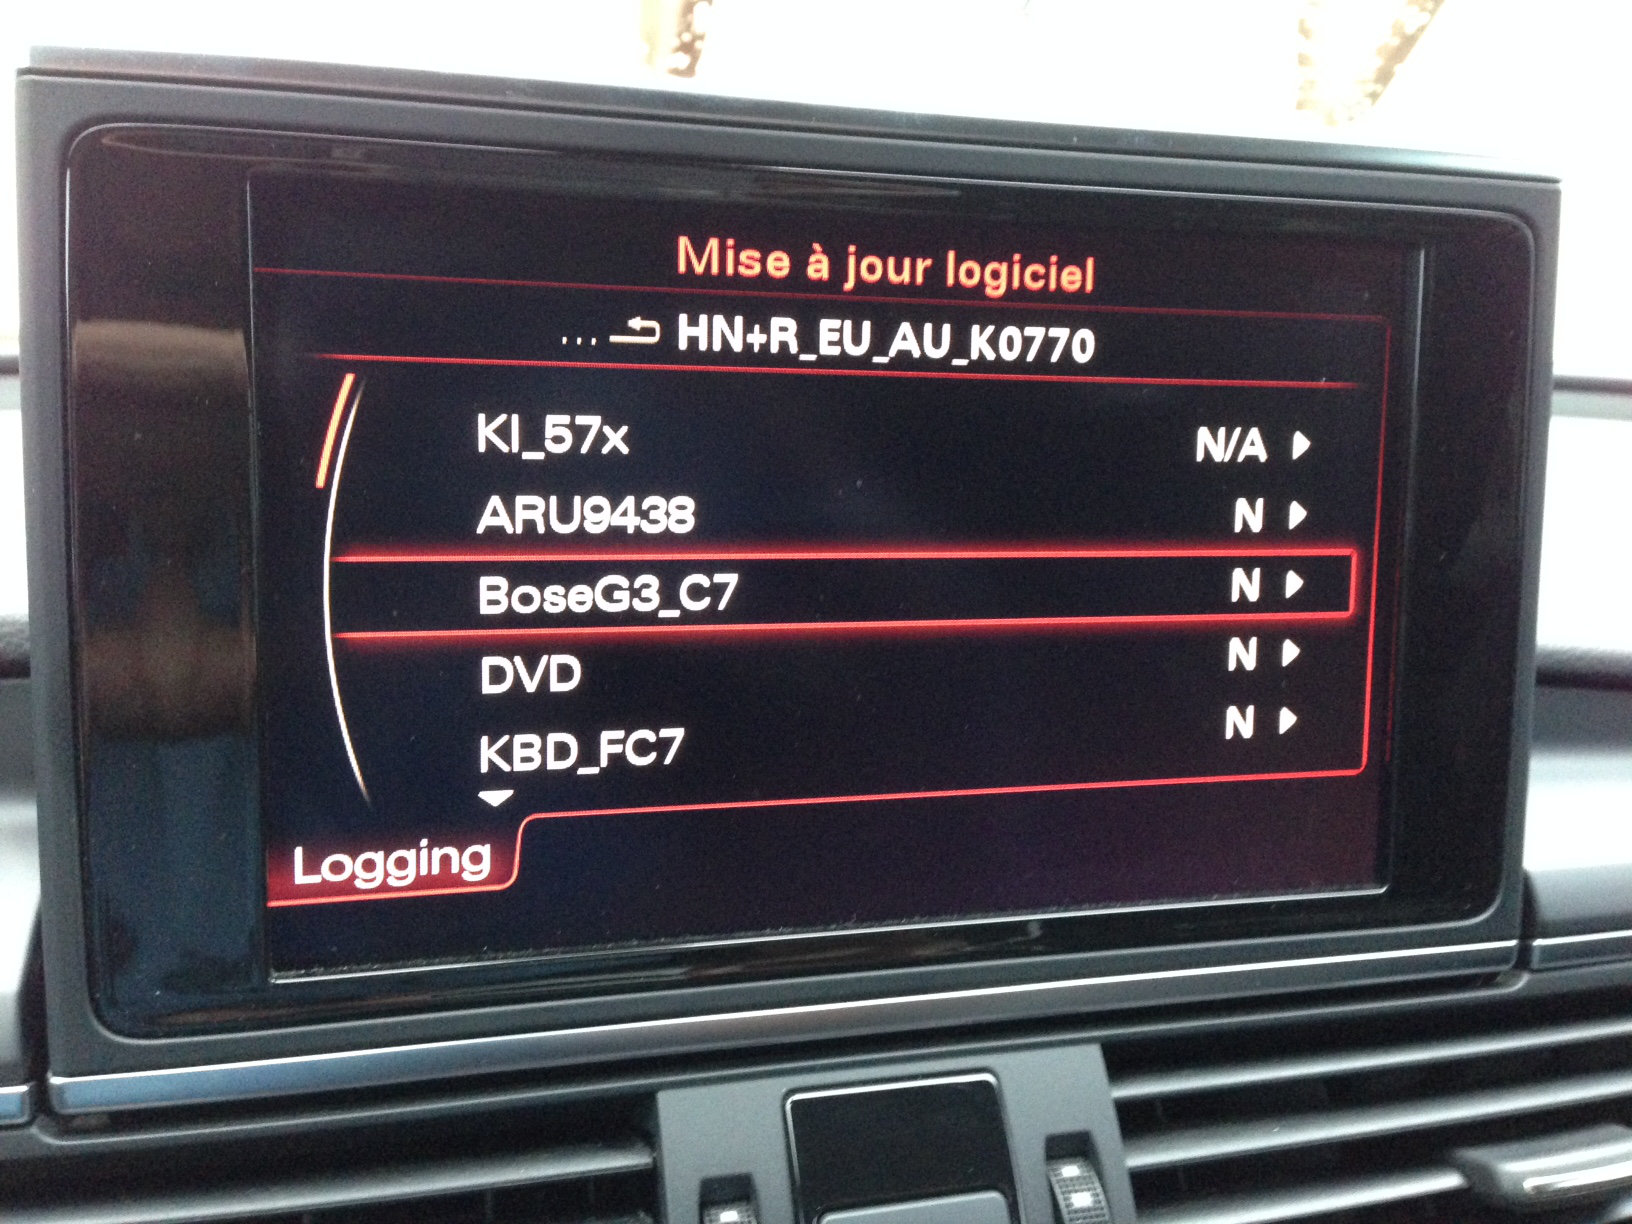 Mise à jour logiciel
... HN+R_EU_AU_K0770
KI_57x N/A
ARU9438 N
BoseG3_C7 N
DVD N
KBD_FC7 N
Logging